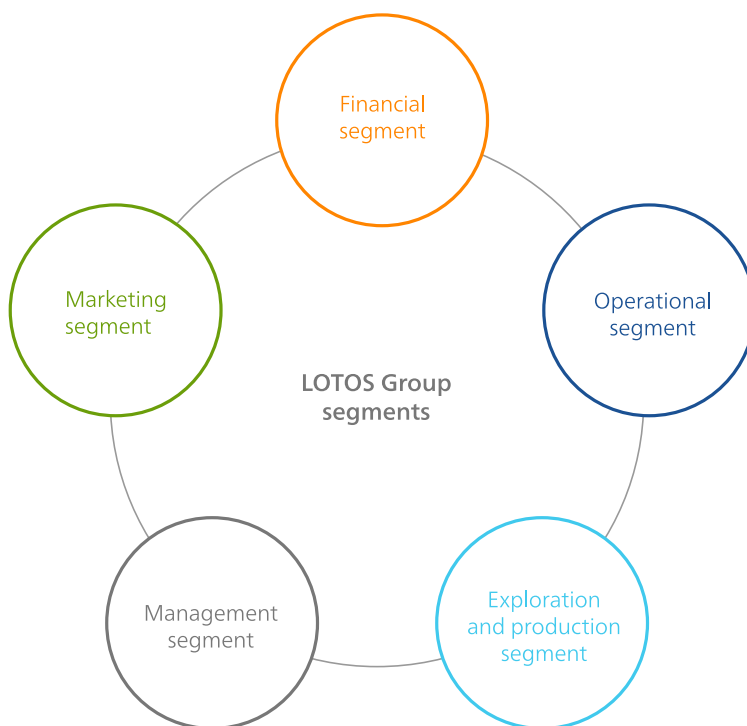 Financial
segment
Marketing
segment
Operational
segment
LOTOS Group
segments
Management
segment
Exploration
and production
segment